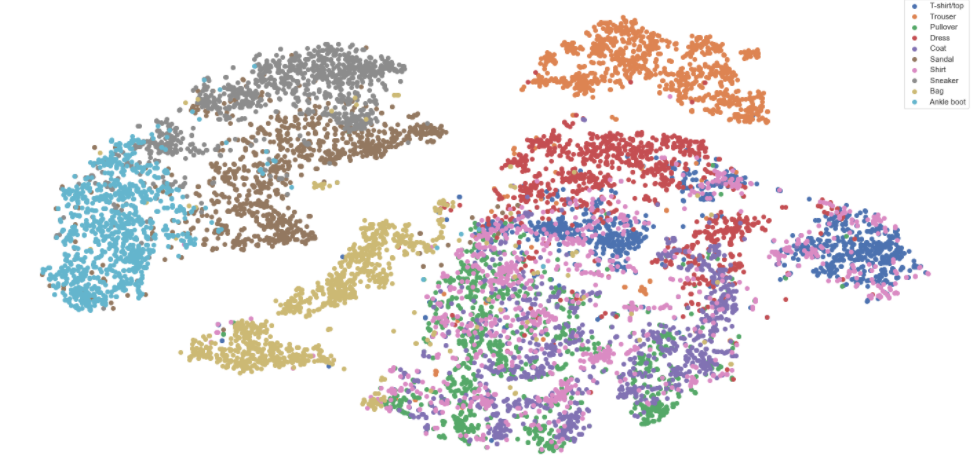 T-shirt/top
Trouser
Pullover
Dress
Coat
Sandal
Shirt
Sneaker
Bag
Ankle boot